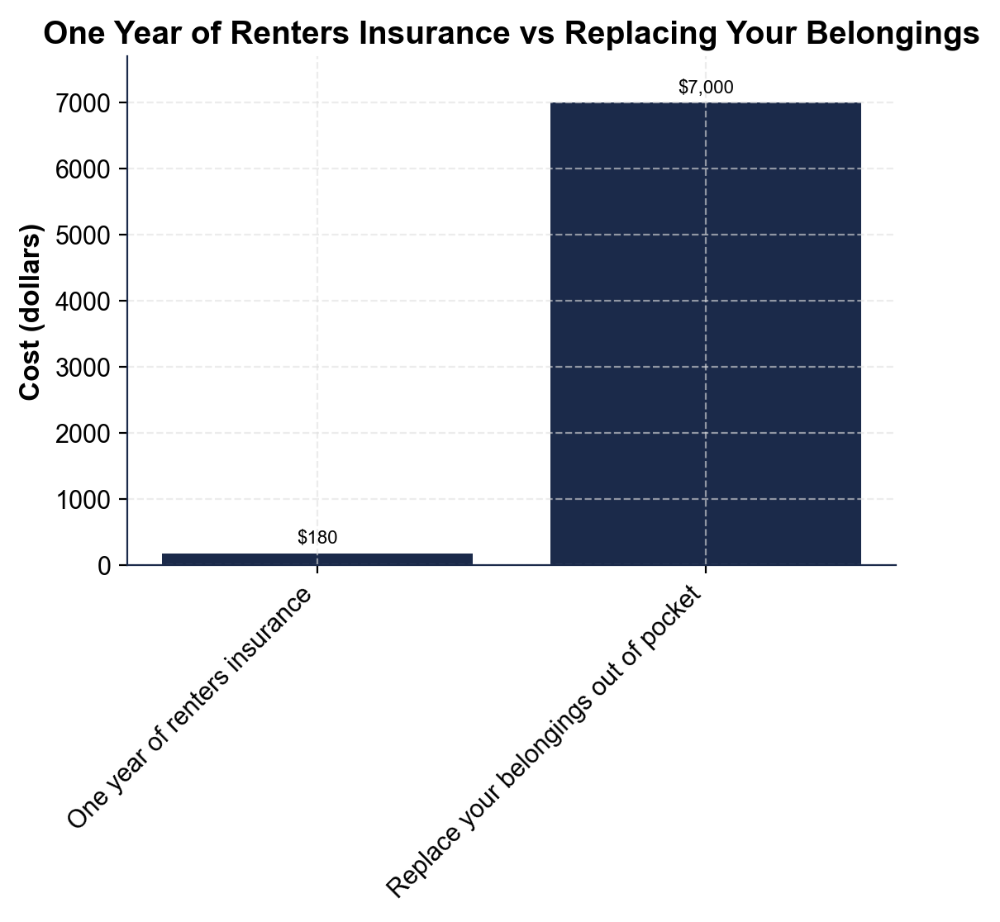 One Year of Renters Insurance vs Replacing Your Belongings
Cost (dollars)
7000
6000
5000
4000
3000
2000
1000
0
$180
$7,000
One year of renters insurance
Replace your belongings out of pocket